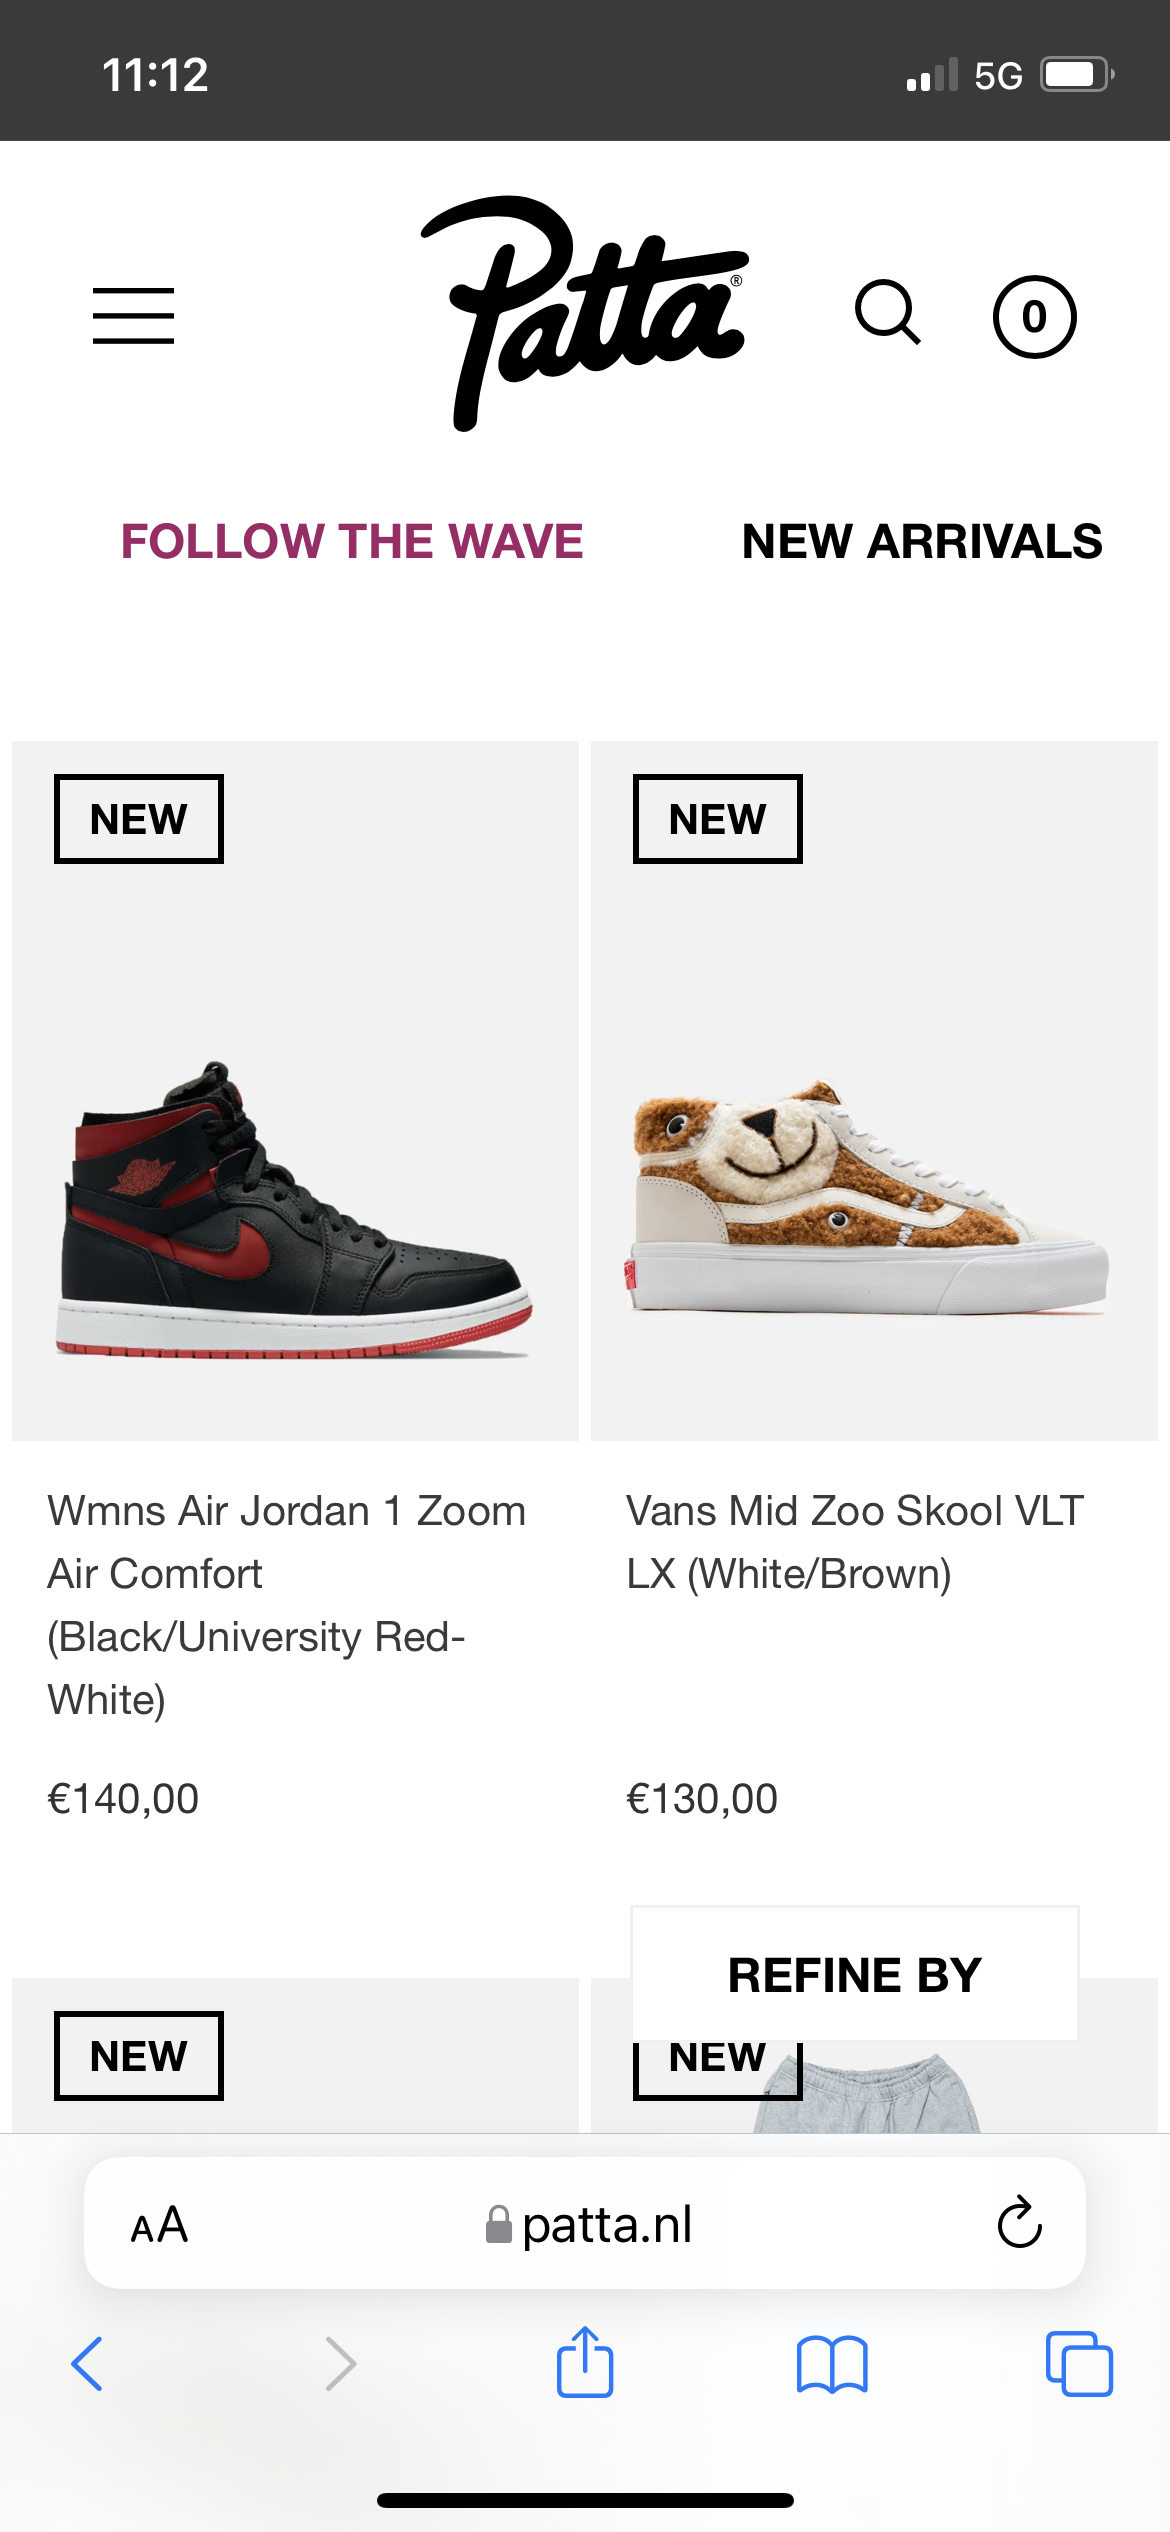 11:12
5G
Patta®
0
FOLLOW THE WAVE
NEW ARRIVALS
NEW
NEW
Wmns Air Jordan 1 Zoom
Air Comfort
(Black/University Red-
White)
€140,00
Vans Mid Zoo Skool VLT
LX (White/Brown)
€130,00
REFINE BY
NEW
NEW
AA
patta.nl